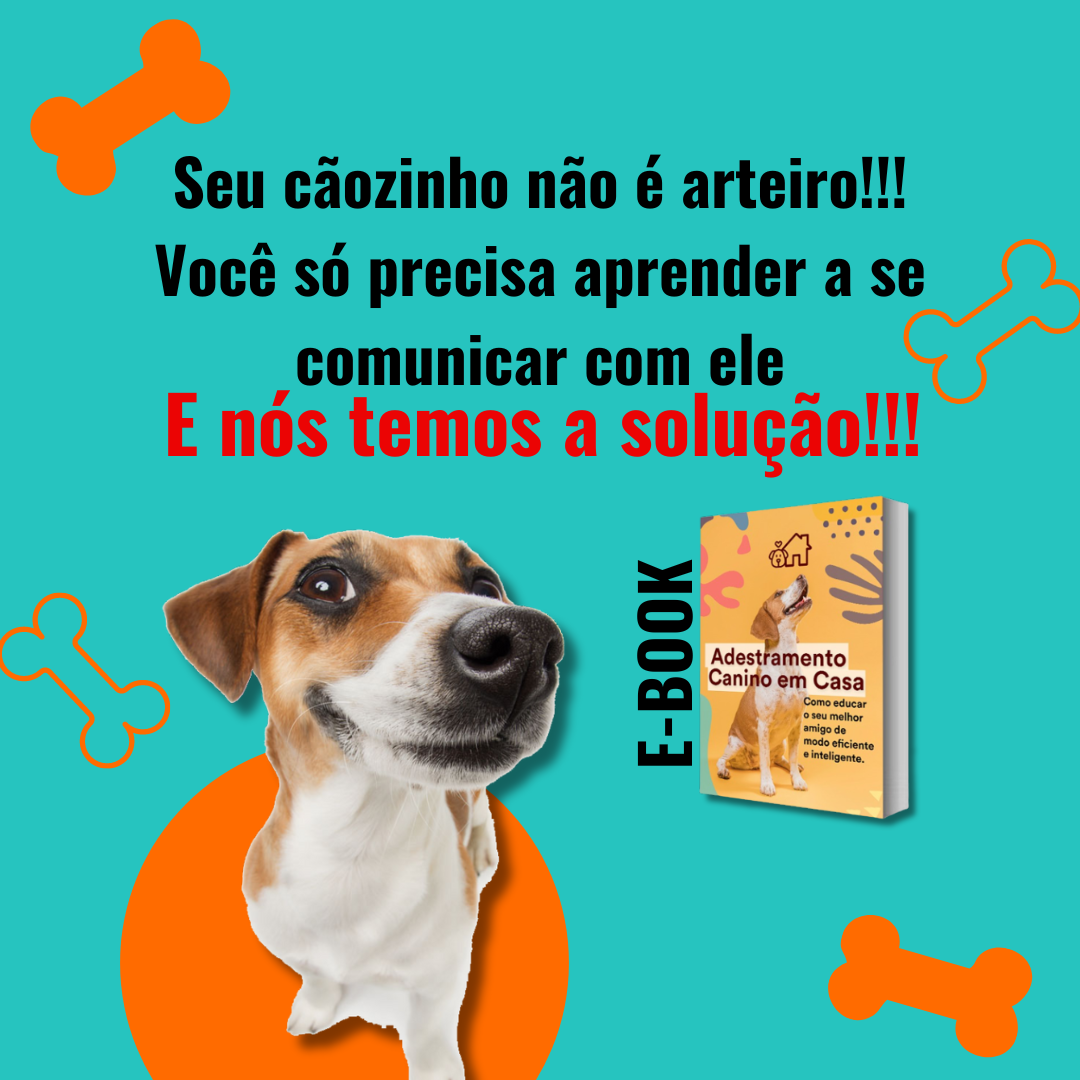 Seu cãozinho não é arteiro!!!
Você só precisa aprender a se
comunicar com ele
E nós temos a solução!!!
E-BOOK
Adestramento
Canino em Casa
Como educar
o seu melhor
amigo de
modo eficiente
e inteligente.